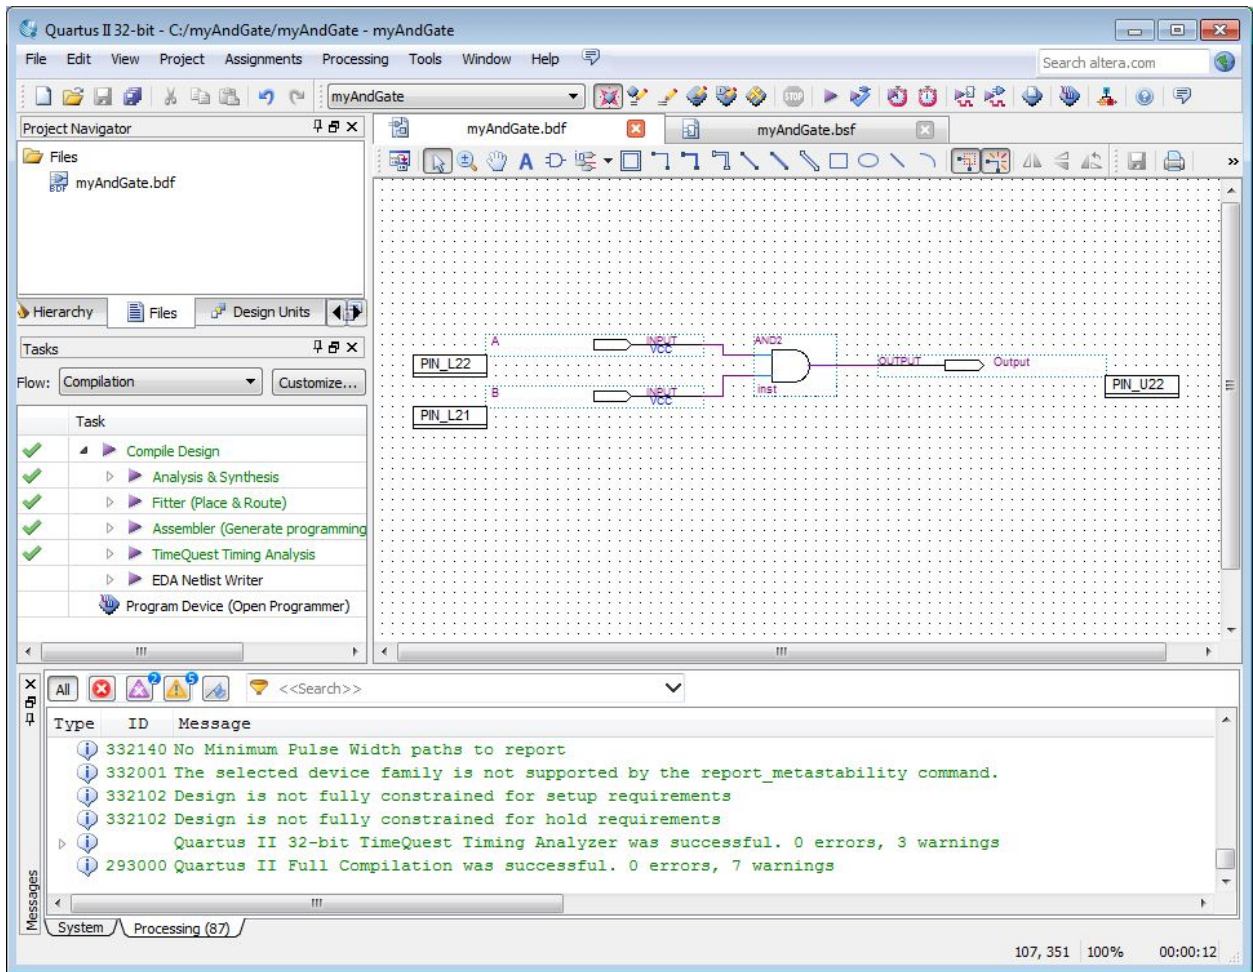 Quartus II 32-bit - C:/myAndGate/myAndGate - myAndGate
File Edit View Project Assignments Processing Tools Window Help
Search altera.com
myAndGate
STOP
Project Navigator
myAndGate.bdf
myAndGate.bsf
Files
BDF myAndGate.bdf
A
Hierarchy Files Design Units
Tasks
Flow: Compilation Customize...
Task
Compile Design
Analysis & Synthesis
Fitter (Place & Route)
Assembler (Generate programming
TimeQuest Timing Analysis
EDA Netlist Writer
Program Device (Open Programmer)
A
INPUT
VCC
PIN_L22
B
INPUT
VCC
PIN_L21
AND2
inst
OUTPUT
Output
PIN_U22
All
2
5
<<Search>>
Type ID Message
332140 No Minimum Pulse Width paths to report
332001 The selected device family is not supported by the report_metastability command.
332102 Design is not fully constrained for setup requirements
332102 Design is not fully constrained for hold requirements
Quartus II 32-bit TimeQuest Timing Analyzer was successful. 0 errors, 3 warnings
293000 Quartus II Full Compilation was successful. 0 errors, 7 warnings
Messages
System Processing (87)
107, 351 100% 00:00:12